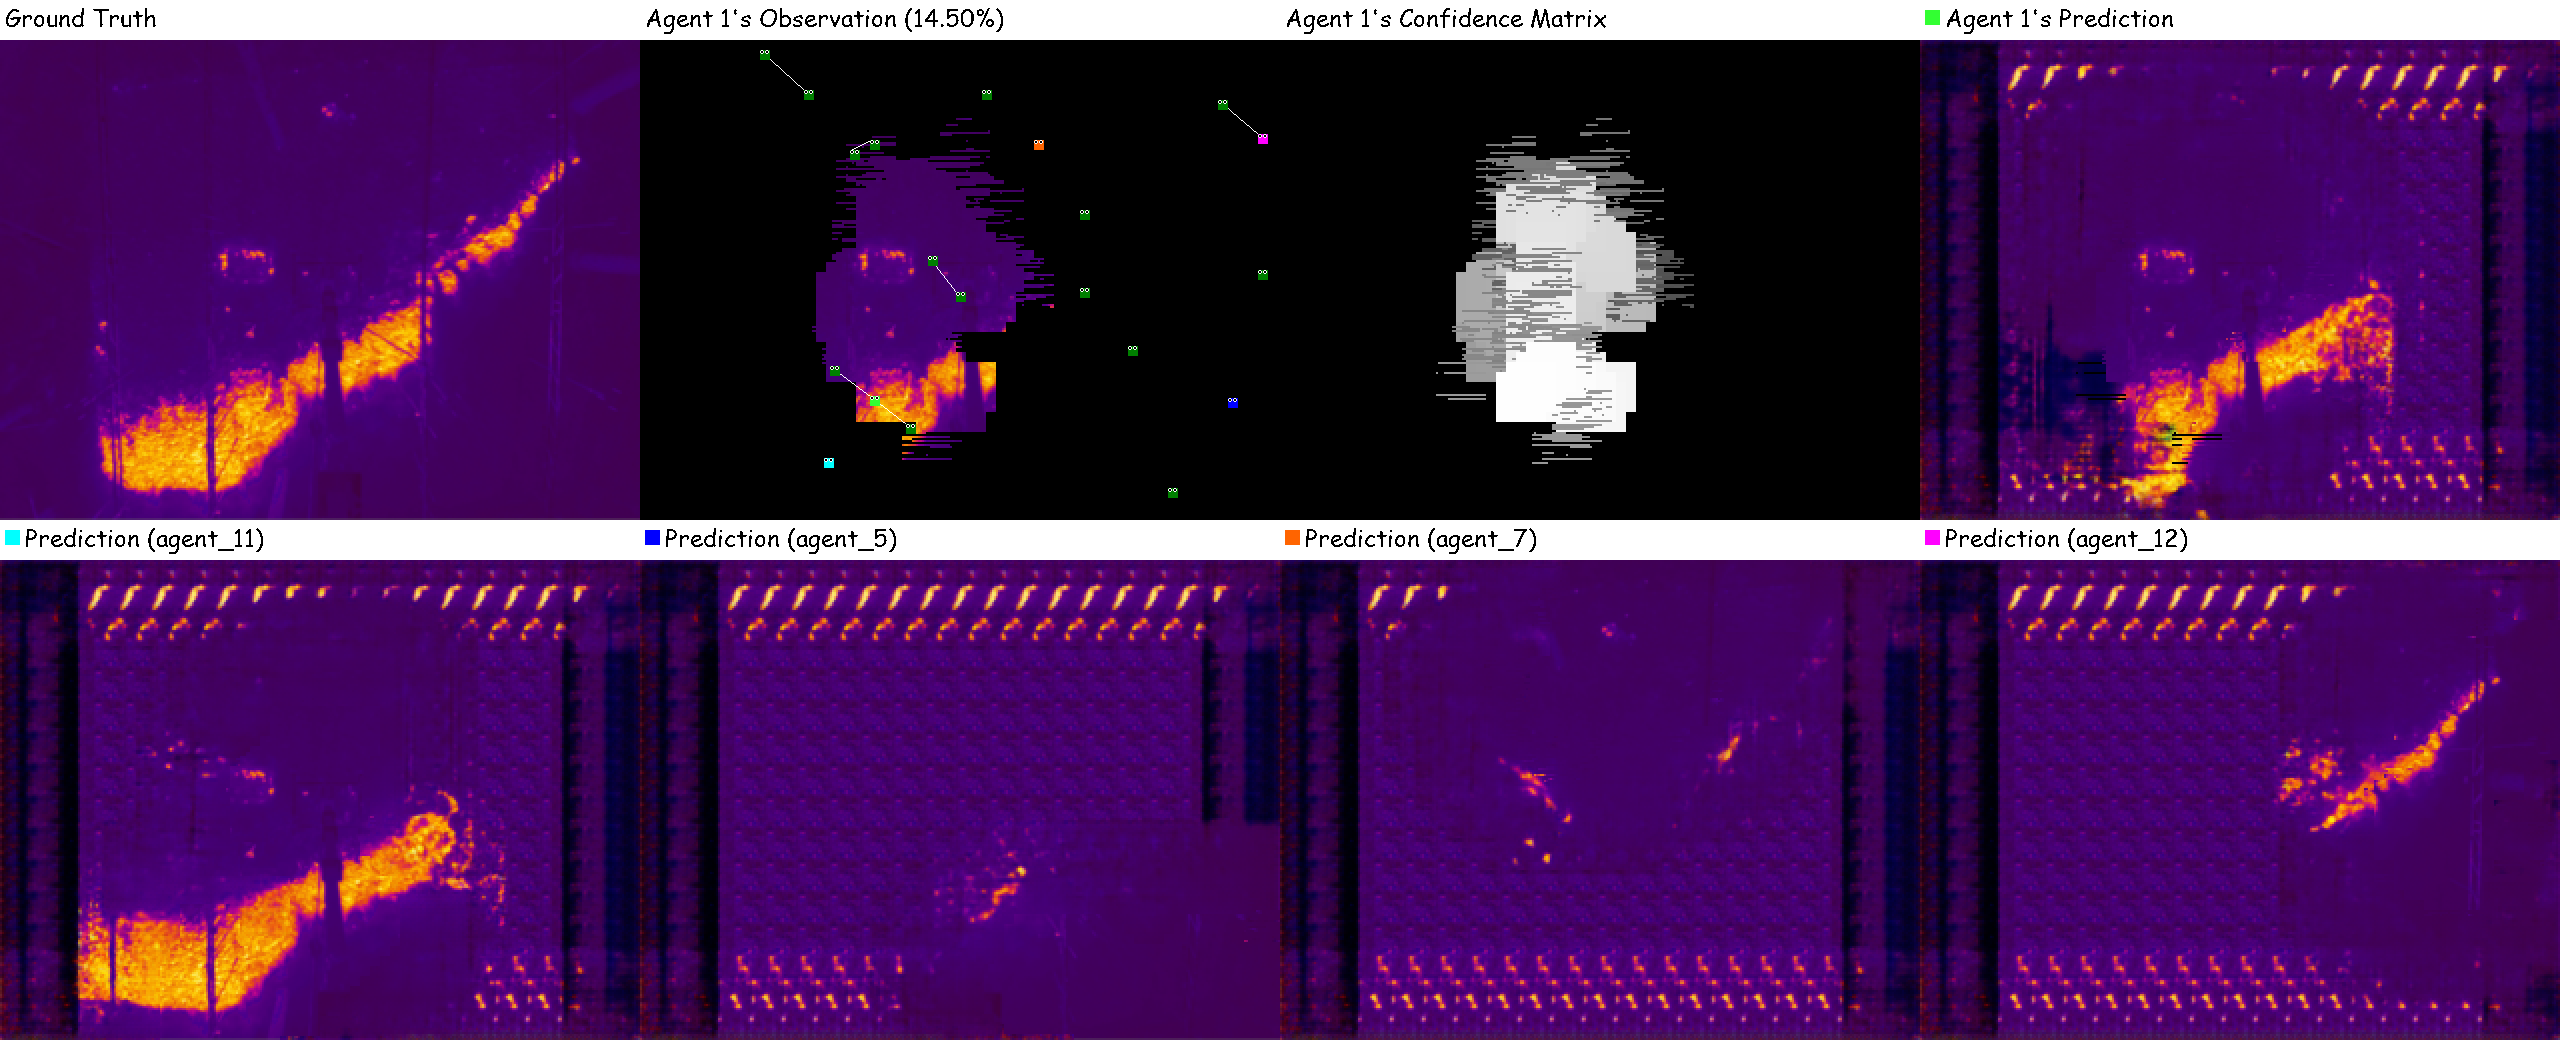 Ground Truth
Agent 1's Observation (14.50%)
Agent 1's Confidence Matrix
Agent 1's Prediction
Prediction (agent_11)
Prediction (agent_5)
Prediction (agent_7)
Prediction (agent_12)